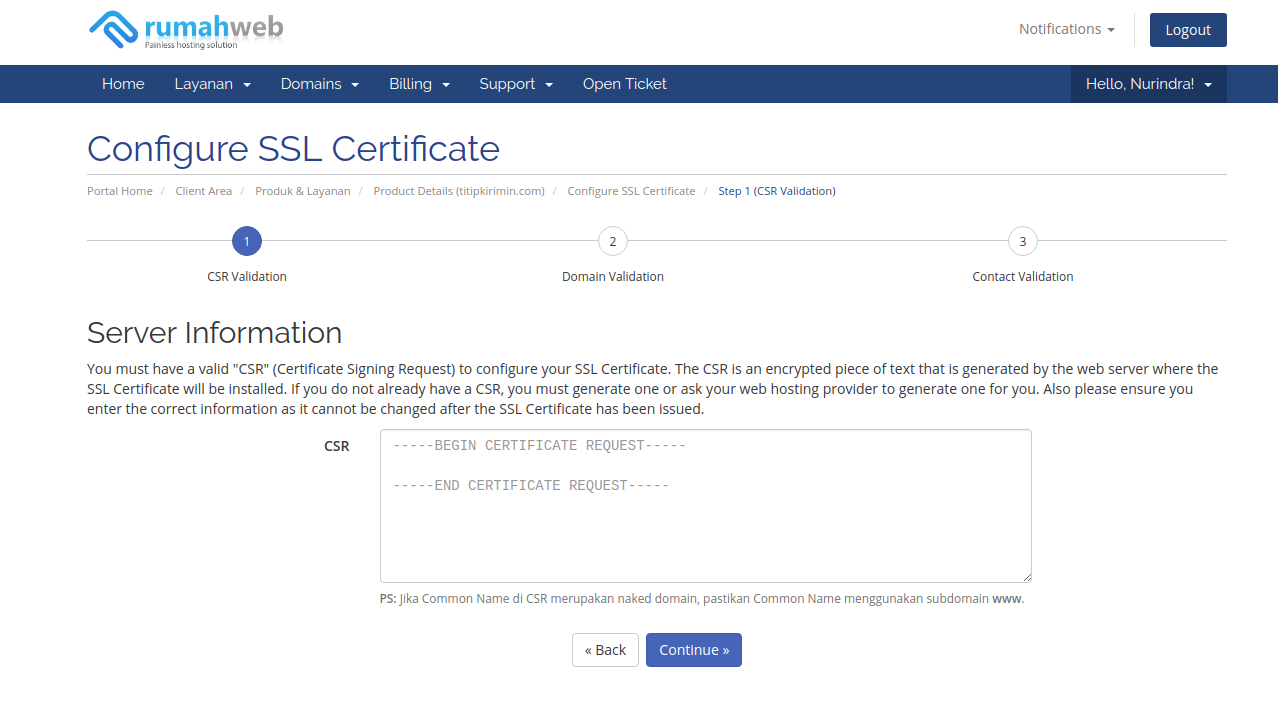 rumahweb
Painless hosting solution
Notifications
Logout
Home Layanan Domains Billing Support Open Ticket Hello, Nurindra!
Configure SSL Certificate
Portal Home / Client Area / Produk & Layanan / Product Details (titipkirimin.com) / Configure SSL Certificate / Step 1 (CSR Validation)
1 2 3
CSR Validation Domain Validation Contact Validation
Server Information
You must have a valid "CSR" (Certificate Signing Request) to configure your SSL Certificate. The CSR is an encrypted piece of text that is generated by the web server where the
SSL Certificate will be installed. If you do not already have a CSR, you must generate one or ask your web hosting provider to generate one for you. Also please ensure you
enter the correct information as it cannot be changed after the SSL Certificate has been issued.
CSR
-----BEGIN CERTIFICATE REQUEST-----
-----END CERTIFICATE REQUEST-----
PS: Jika Common Name di CSR merupakan naked domain, pastikan Common Name menggunakan subdomain www.
« Back Continue »